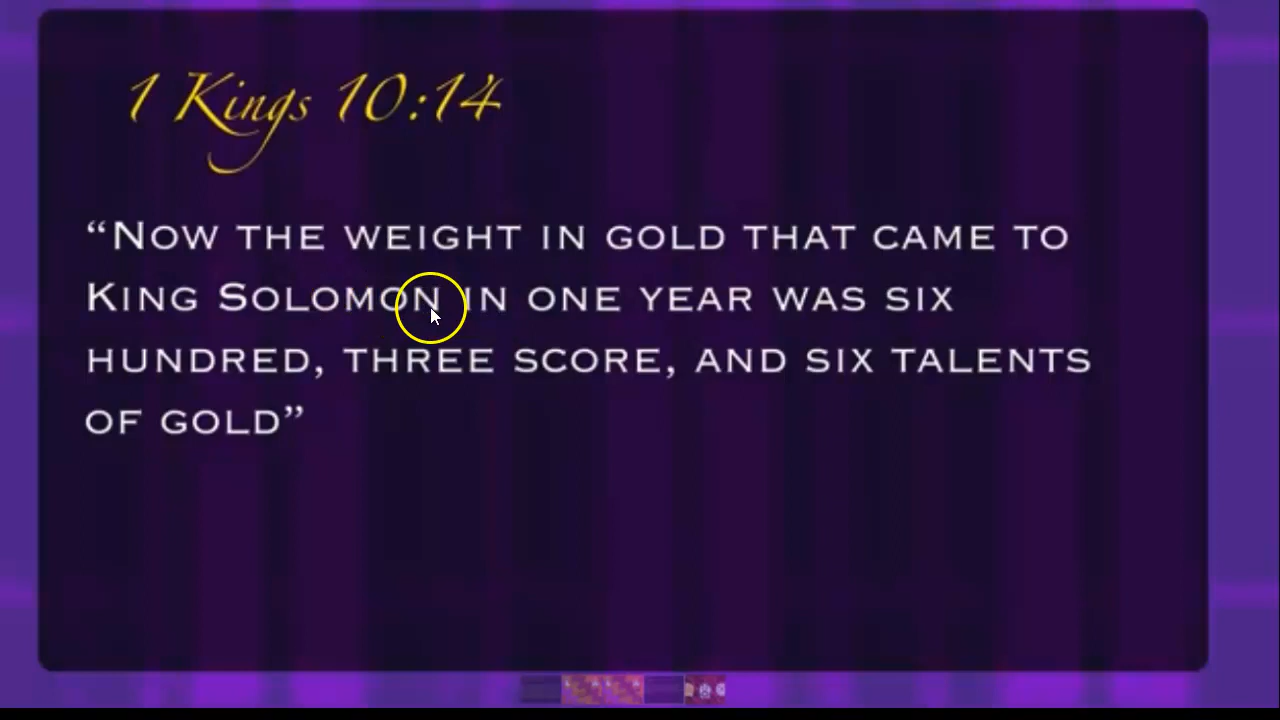 1 Kings 10:14
“Now the weight in gold that came to
King Solomon in one year was six
hundred, three score, and six talents
of gold”